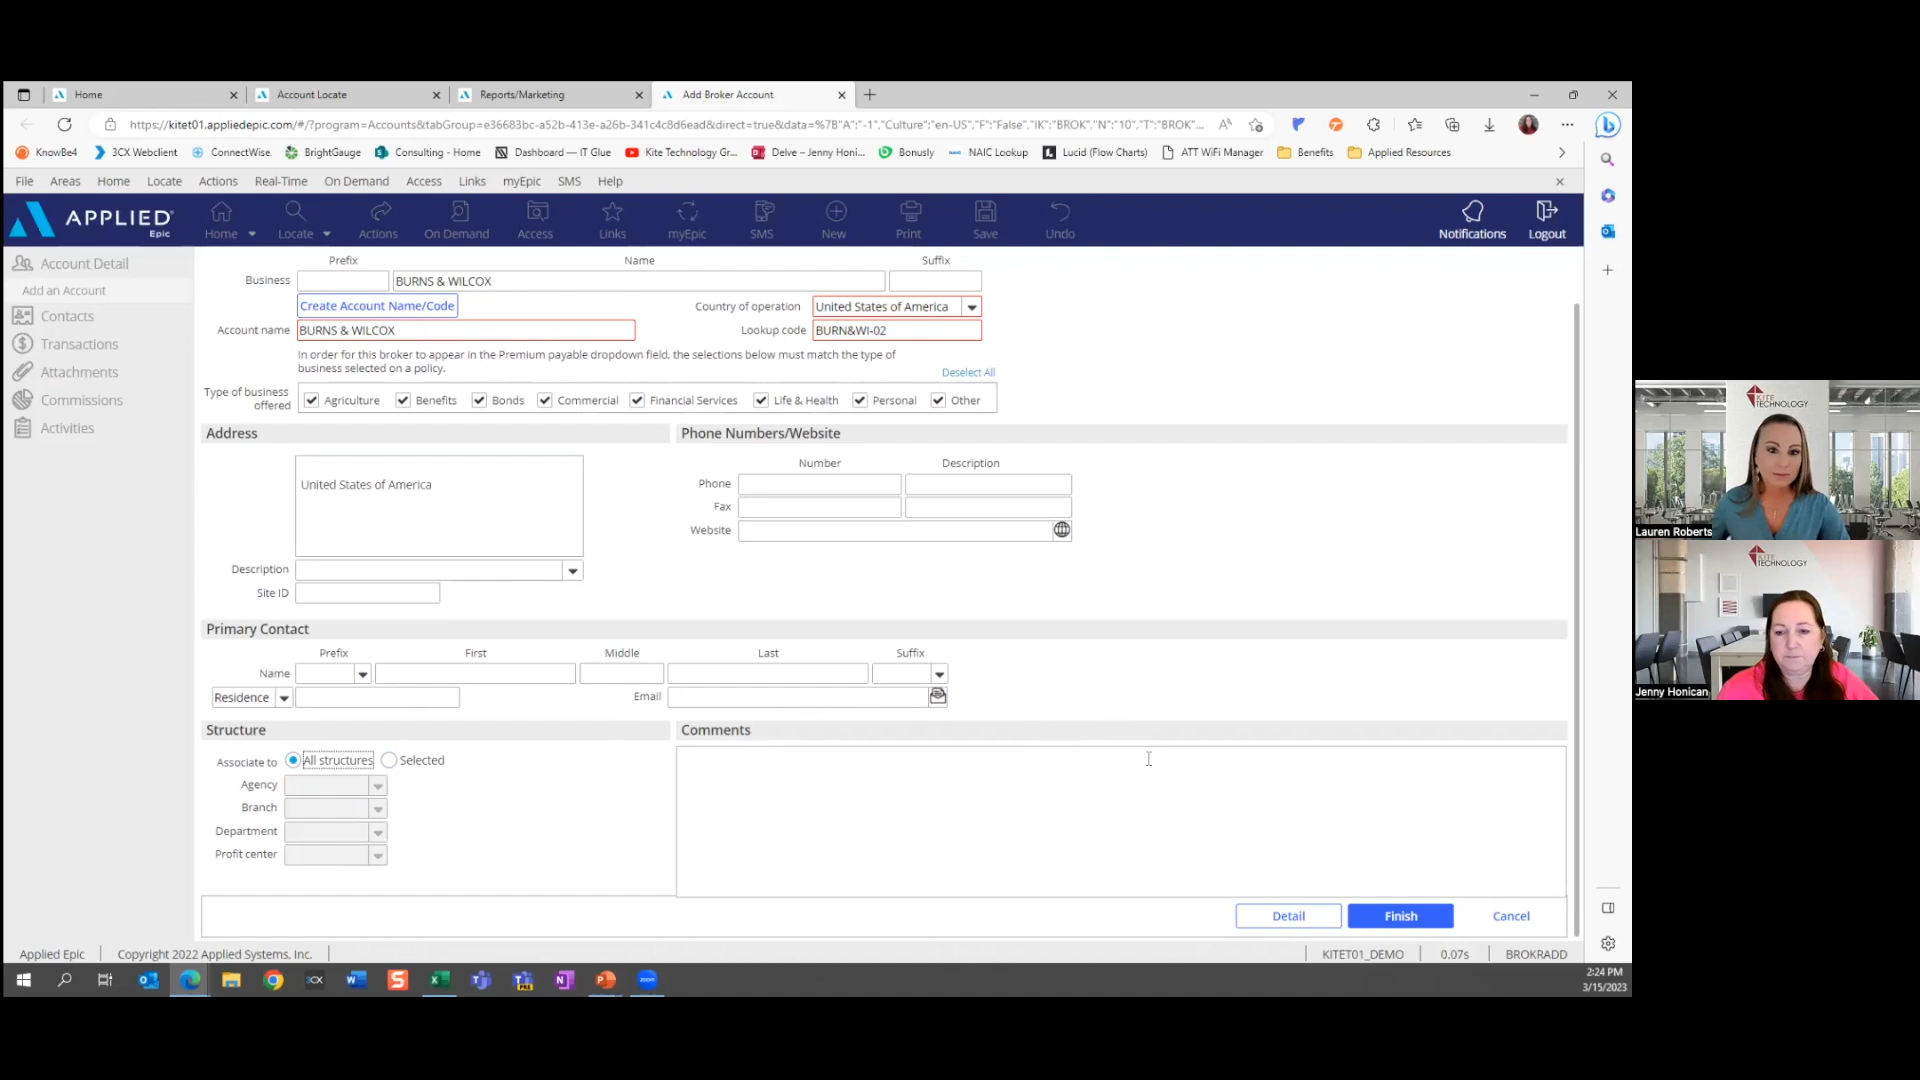 Home
Account Locate
Reports/Marketing
Add Broker Account
https://kitet01.appliedepic.com/#/?program=Accounts&tabGroup=e36683bc-a52b-413e-a26b-341c4c8d6ead&direct=true&data=%7B"A":"-1","Culture":"en-US","F":"False","IK":"BROK","N":"10","T":"BROK"...
KnowBe4 3CX Webclient ConnectWise BrightGauge Consulting - Home Dashboard — IT Glue Kite Technology Gr... Delve – Jenny Honi... Bonusly NAIC Lookup Lucid (Flow Charts) ATT WiFi Manager Benefits Applied Resources
File Areas Home Locate Actions Real-Time On Demand Access Links myEpic SMS Help
APPLIED
Epic
Home Locate Actions On Demand Access Links myEpic SMS New Print Save Undo Notifications Logout
Account Detail
Add an Account
Contacts
Transactions
Attachments
Commissions
Activities
Prefix Name Suffix
Business BURNS & WILCOX
Create Account Name/Code Country of operation United States of America
Account name BURNS & WILCOX Lookup code BURN&WI-02
In order for this broker to appear in the Premium payable dropdown field, the selections below must match the type of
business selected on a policy.
Deselect All
Type of business
offered
Agriculture Benefits Bonds Commercial Financial Services Life & Health Personal Other
Address
United States of America
Description
Site ID
Phone Numbers/Website
Number Description
Phone
Fax
Website
Primary Contact
Prefix First Middle Last Suffix
Name
Residence Email
Structure
Associate to All structures Selected
Agency
Branch
Department
Profit center
Comments
Detail Finish Cancel
Applied Epic Copyright 2022 Applied Systems, Inc. KITET01_DEMO 0.07s BROKRADD
2:24 PM
3/15/2023
KITE
TECHNOLOGY
Lauren Roberts
KITE
TECHNOLOGY
Jenny Honican